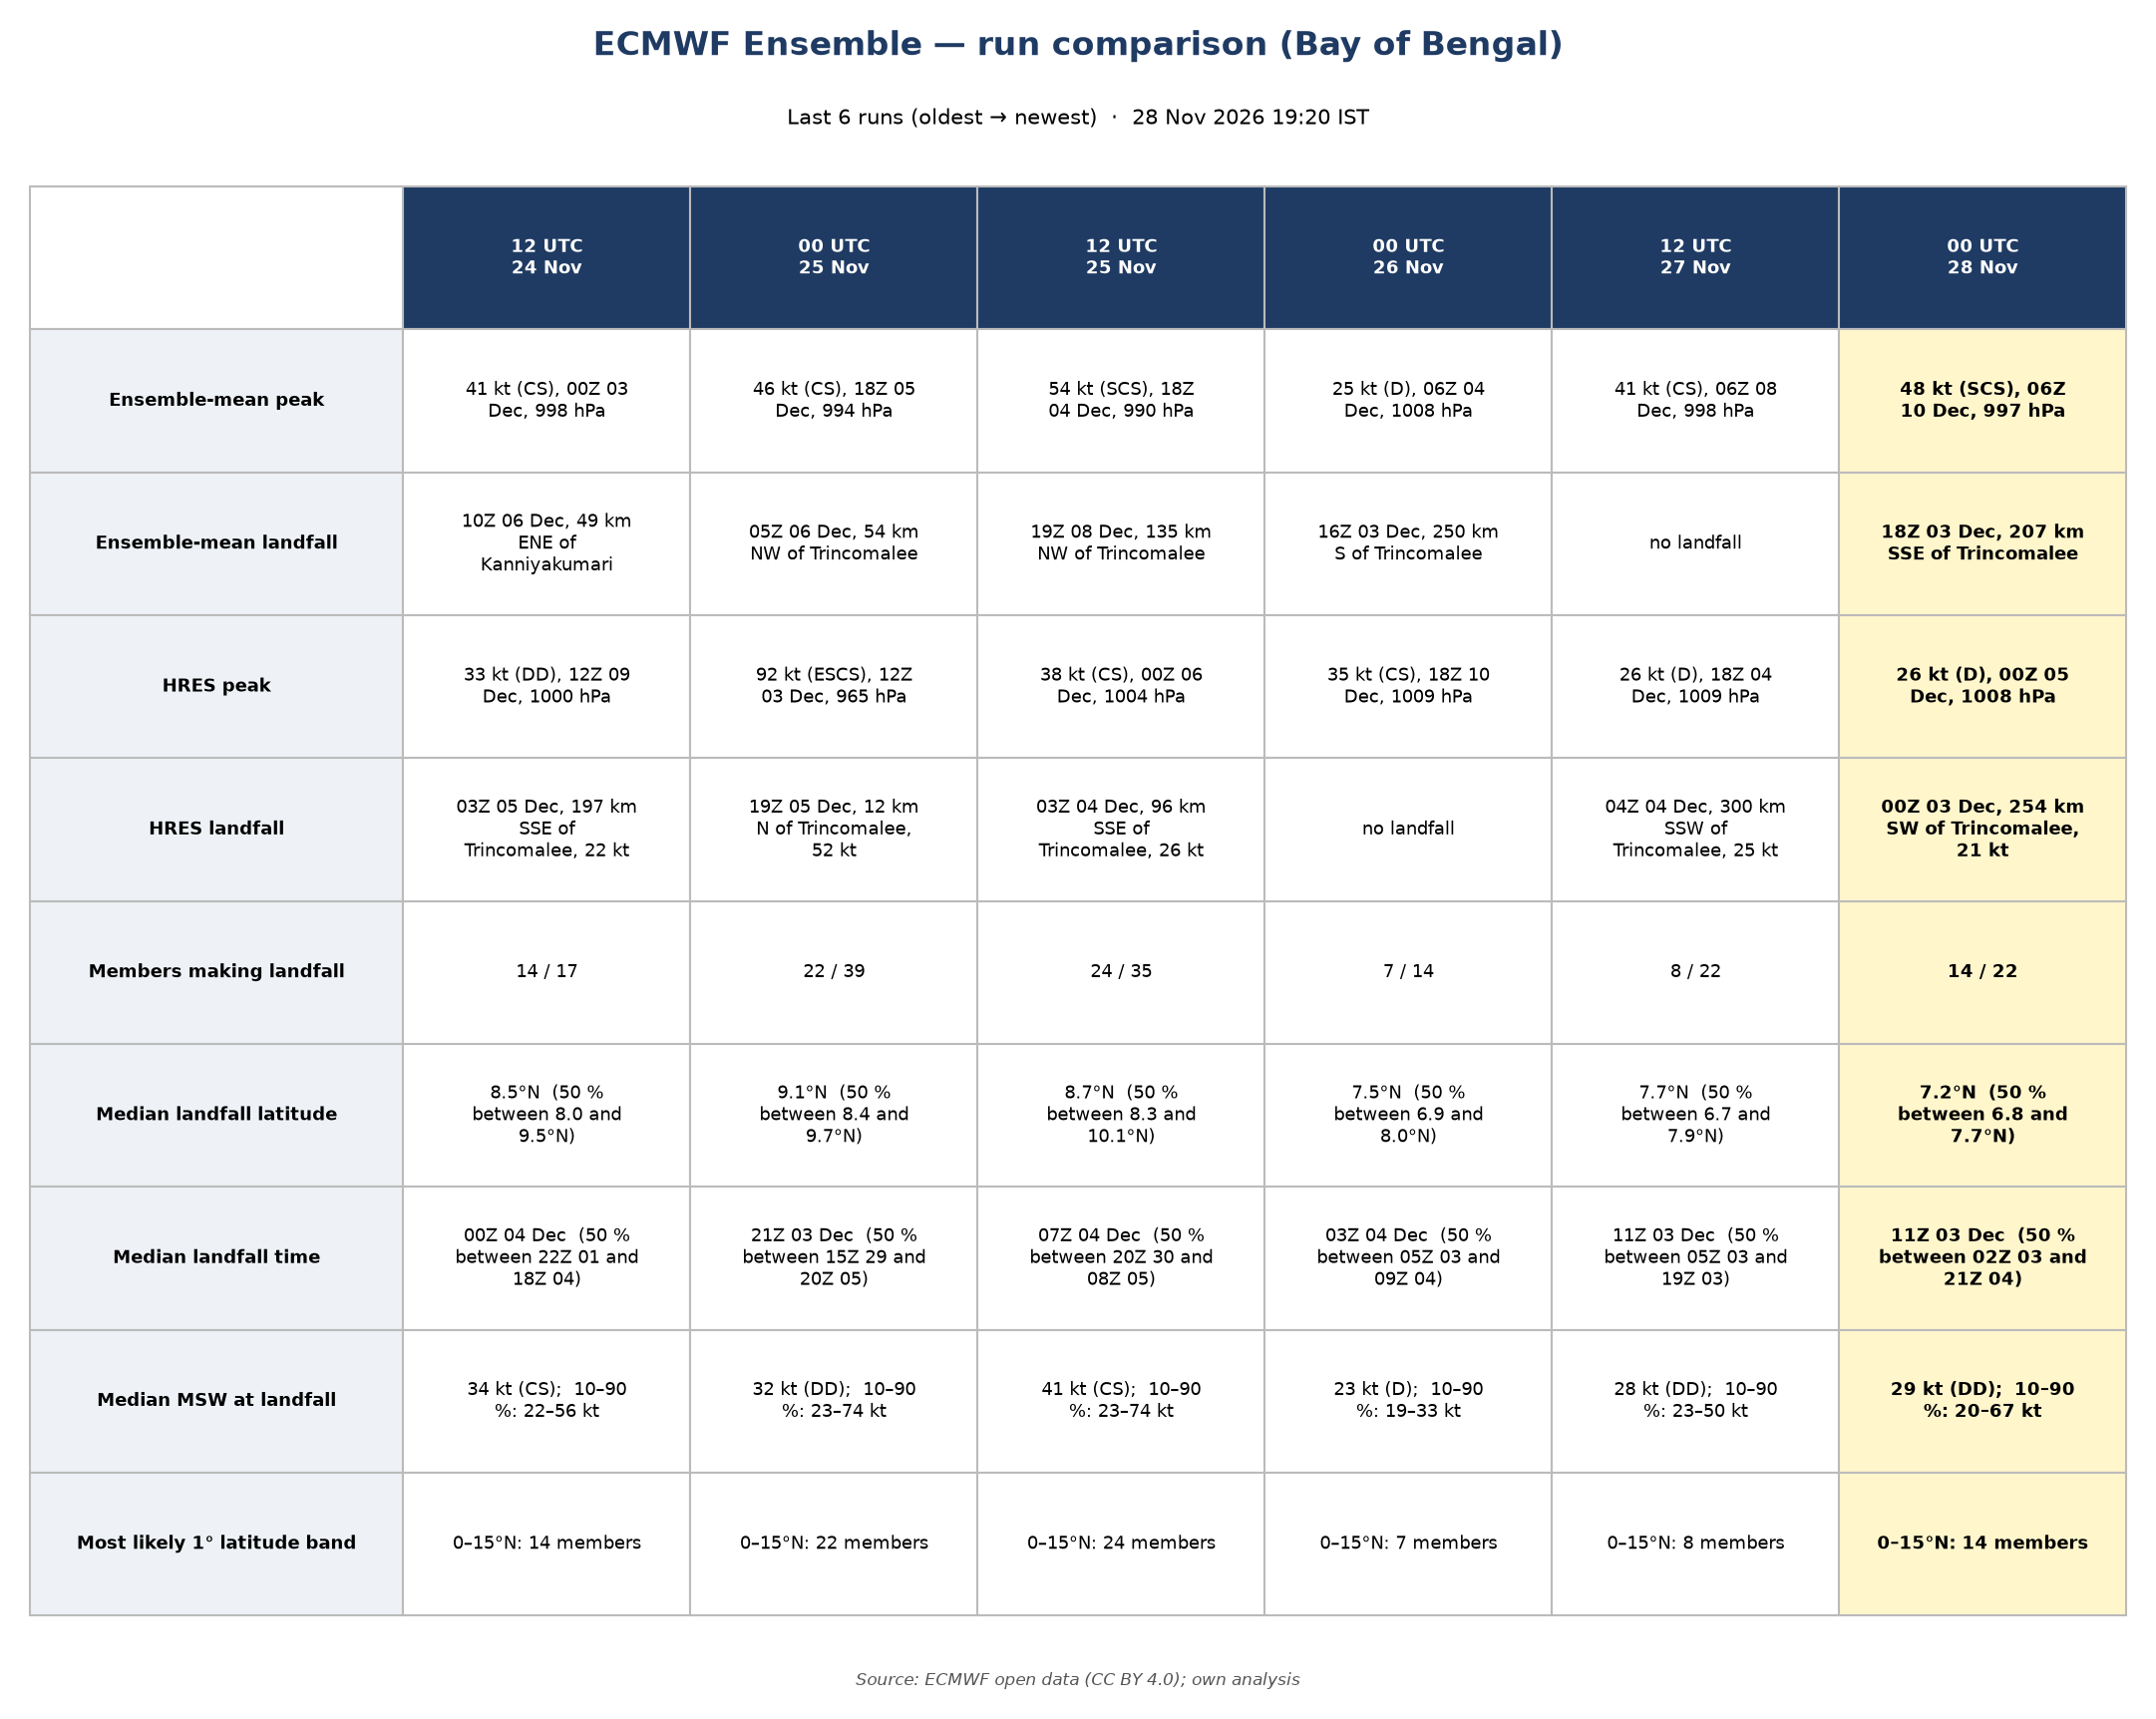 ECMWF Ensemble — run comparison (Bay of Bengal)
Last 6 runs (oldest → newest)  ·  28 Nov 2026 19:20 IST
12 UTC
24 Nov
00 UTC
25 Nov
12 UTC
25 Nov
00 UTC
26 Nov
12 UTC
27 Nov
00 UTC
28 Nov
Ensemble-mean peak
41 kt (CS), 00Z 03
Dec, 998 hPa
46 kt (CS), 18Z 05
Dec, 994 hPa
54 kt (SCS), 18Z
04 Dec, 990 hPa
25 kt (D), 06Z 04
Dec, 1008 hPa
41 kt (CS), 06Z 08
Dec, 998 hPa
48 kt (SCS), 06Z
10 Dec, 997 hPa
Ensemble-mean landfall
10Z 06 Dec, 49 km
ENE of
Kanniyakumari
05Z 06 Dec, 54 km
NW of Trincomalee
19Z 08 Dec, 135 km
NW of Trincomalee
16Z 03 Dec, 250 km
S of Trincomalee
no landfall
18Z 03 Dec, 207 km
SSE of Trincomalee
HRES peak
33 kt (DD), 12Z 09
Dec, 1000 hPa
92 kt (ESCS), 12Z
03 Dec, 965 hPa
38 kt (CS), 00Z 06
Dec, 1004 hPa
35 kt (CS), 18Z 10
Dec, 1009 hPa
26 kt (D), 18Z 04
Dec, 1009 hPa
26 kt (D), 00Z 05
Dec, 1008 hPa
HRES landfall
03Z 05 Dec, 197 km
SSE of
Trincomalee, 22 kt
19Z 05 Dec, 12 km
N of Trincomalee,
52 kt
03Z 04 Dec, 96 km
SSE of
Trincomalee, 26 kt
no landfall
04Z 04 Dec, 300 km
SSW of
Trincomalee, 25 kt
00Z 03 Dec, 254 km
SW of Trincomalee,
21 kt
Members making landfall
14 / 17
22 / 39
24 / 35
7 / 14
8 / 22
14 / 22
Median landfall latitude
8.5°N  (50 %
between 8.0 and
9.5°N)
9.1°N  (50 %
between 8.4 and
9.7°N)
8.7°N  (50 %
between 8.3 and
10.1°N)
7.5°N  (50 %
between 6.9 and
8.0°N)
7.7°N  (50 %
between 6.7 and
7.9°N)
7.2°N  (50 %
between 6.8 and
7.7°N)
Median landfall time
00Z 04 Dec  (50 %
between 22Z 01 and
18Z 04)
21Z 03 Dec  (50 %
between 15Z 29 and
20Z 05)
07Z 04 Dec  (50 %
between 20Z 30 and
08Z 05)
03Z 04 Dec  (50 %
between 05Z 03 and
09Z 04)
11Z 03 Dec  (50 %
between 05Z 03 and
19Z 03)
11Z 03 Dec  (50 %
between 02Z 03 and
21Z 04)
Median MSW at landfall
34 kt (CS);  10–90
%: 22–56 kt
32 kt (DD);  10–90
%: 23–74 kt
41 kt (CS);  10–90
%: 23–74 kt
23 kt (D);  10–90
%: 19–33 kt
28 kt (DD);  10–90
%: 23–50 kt
29 kt (DD);  10–90
%: 20–67 kt
Most likely 1° latitude band
0–15°N: 14 members
0–15°N: 22 members
0–15°N: 24 members
0–15°N: 7 members
0–15°N: 8 members
0–15°N: 14 members
Source: ECMWF open data (CC BY 4.0); own analysis